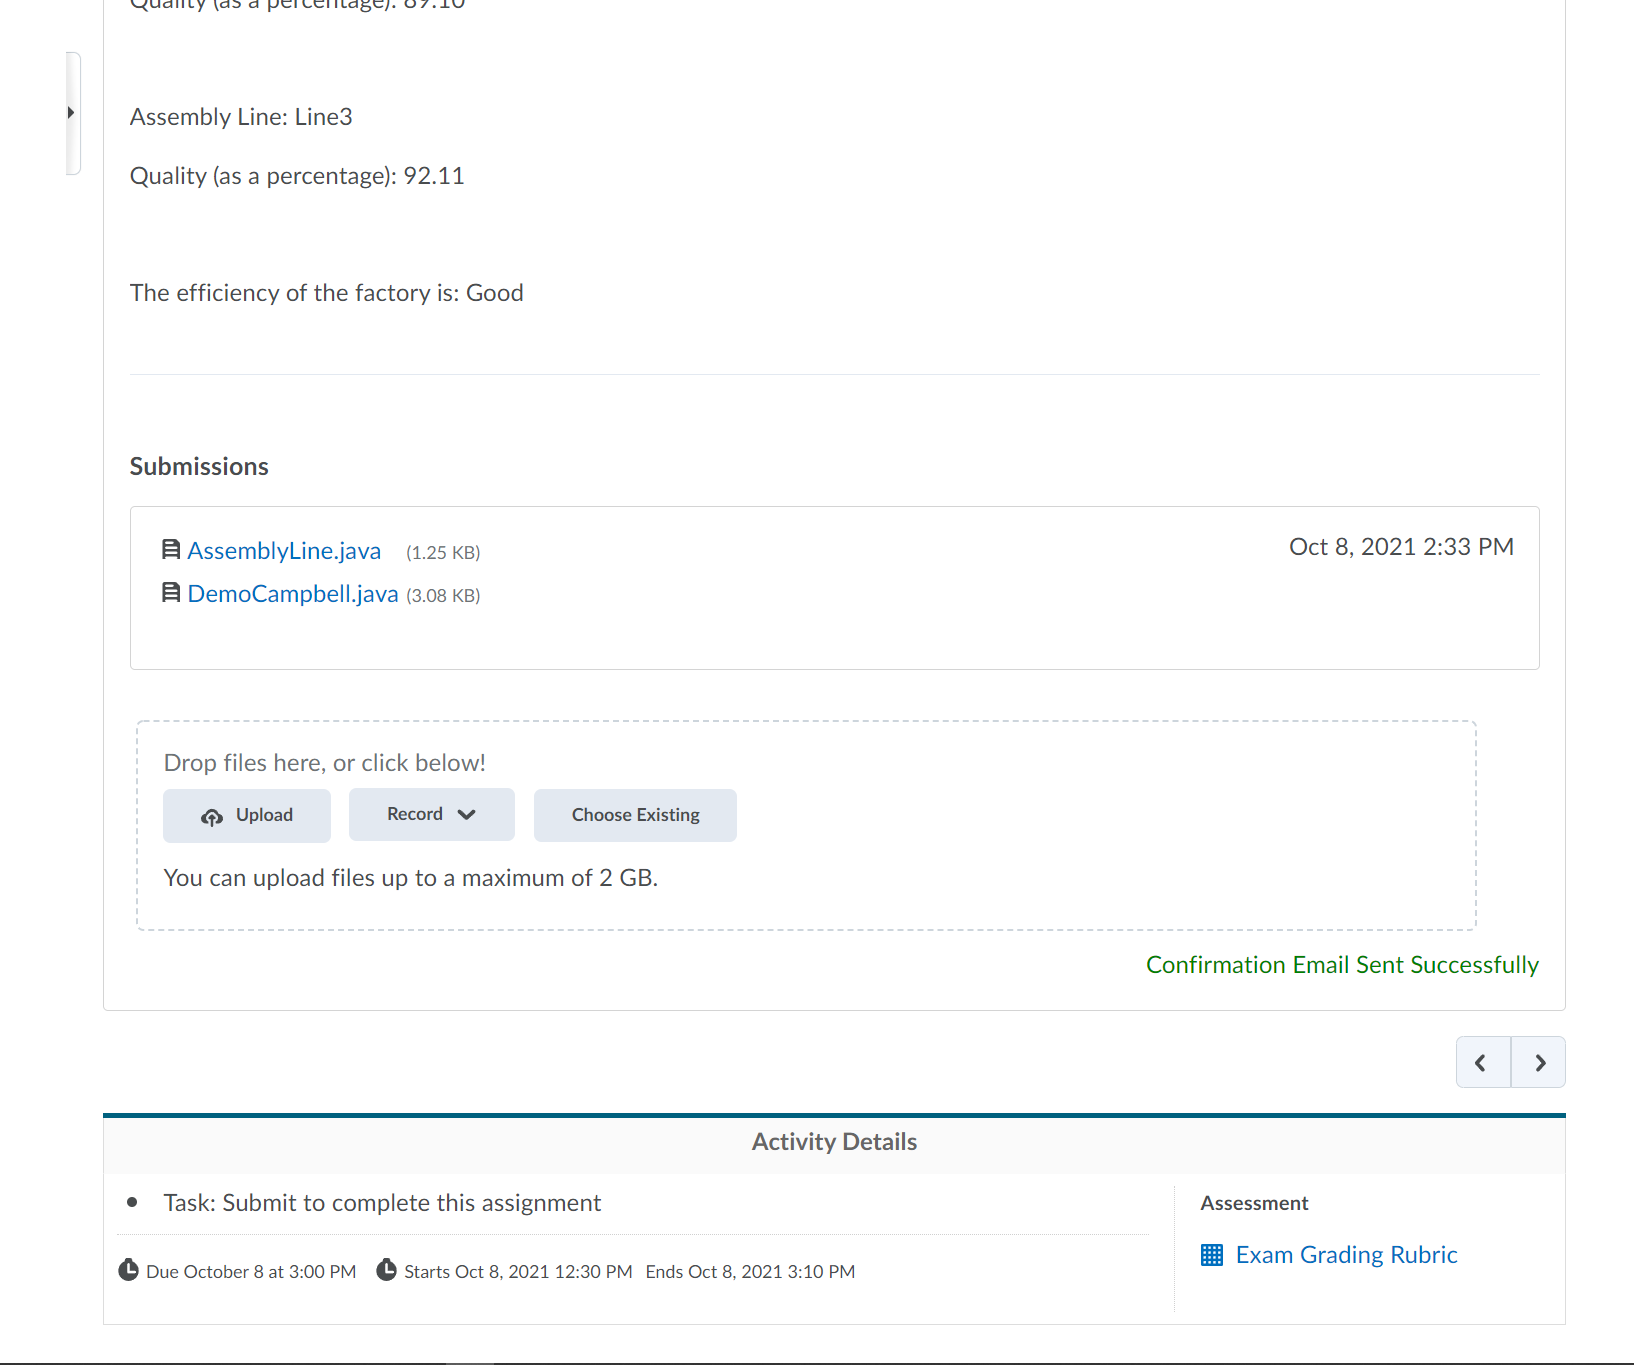 Quality (as a percentage): 89.10
Assembly Line: Line3
Quality (as a percentage): 92.11
The efficiency of the factory is: Good
Submissions
AssemblyLine.java (1.25 KB)
Oct 8, 2021 2:33 PM
DemoCampbell.java (3.08 KB)
Drop files here, or click below!
Upload
Record
Choose Existing
You can upload files up to a maximum of 2 GB.
Confirmation Email Sent Successfully
Activity Details
Task: Submit to complete this assignment
Due October 8 at 3:00 PM Starts Oct 8, 2021 12:30 PM Ends Oct 8, 2021 3:10 PM
Assessment
Exam Grading Rubric